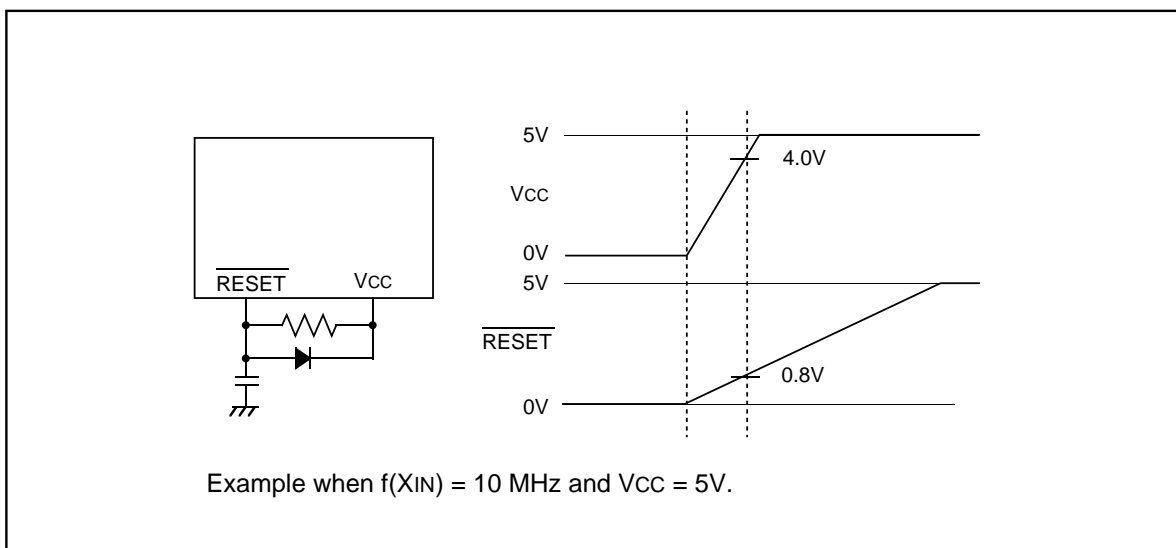 RESET
VCC
5V
4.0V
VCC
0V
5V
RESET
0.8V
0V
Example when f(XIN) = 10 MHz and VCC = 5V.